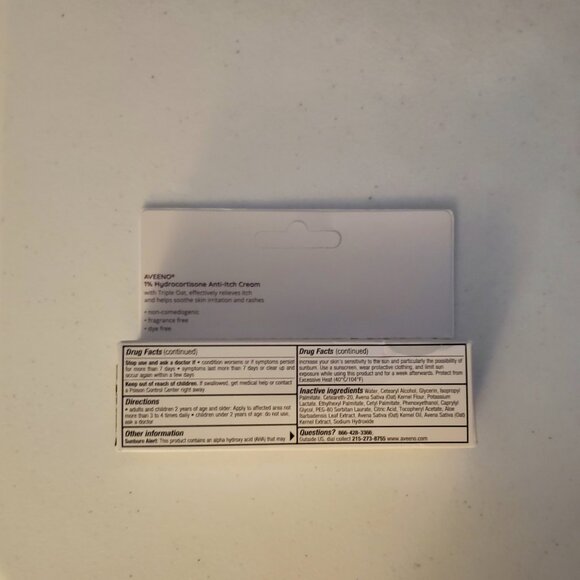 AVEENO®
1% Hydrocortisone Anti-Itch Cream
with Triple Oat, effectively relieves itch
and helps soothe skin irritation and rashes
• non-comedogenic
• fragrance free
• dye free
Drug Facts (continued)
Stop use and ask a doctor if • condition worsens or if symptoms persist
for more than 7 days • symptoms last more than 7 days or clear up and
occur again within a few days
Keep out of reach of children. If swallowed, get medical help or contact
a Poison Control Center right away
Directions
• adults and children 2 years of age and older: Apply to affected area not
more than 3 to 4 times daily • children under 2 years of age: do not use,
ask a doctor
Other information
Sunburn Alert: This product contains an alpha hydroxy acid (AHA) that may
Drug Facts (continued)
increase your skin's sensitivity to the sun and particularly the possibility of
sunburn. Use a sunscreen, wear protective clothing, and limit sun
exposure while using this product and for a week afterwards. Protect from
Excessive Heat (40°C/104°F)
Inactive ingredients Water, Cetearyl Alcohol, Glycerin, Isopropyl
Palmitate, Ceteareth-20, Avena Sativa (Oat) Kernel Flour, Potassium
Lactate, Ethylhexyl Palmitate, Cetyl Palmitate, Phenoxyethanol, Caprylyl
Glycol, PEG-80 Sorbitan Laurate, Citric Acid, Tocopheryl Acetate, Aloe
Barbadensis Leaf Extract, Avena Sativa (Oat) Kernel Oil, Avena Sativa (Oat)
Kernel Extract, Sodium Hydroxide
Questions? 866-428-3366;
Outside US, dial collect 215-273-8755 www.aveeno.com